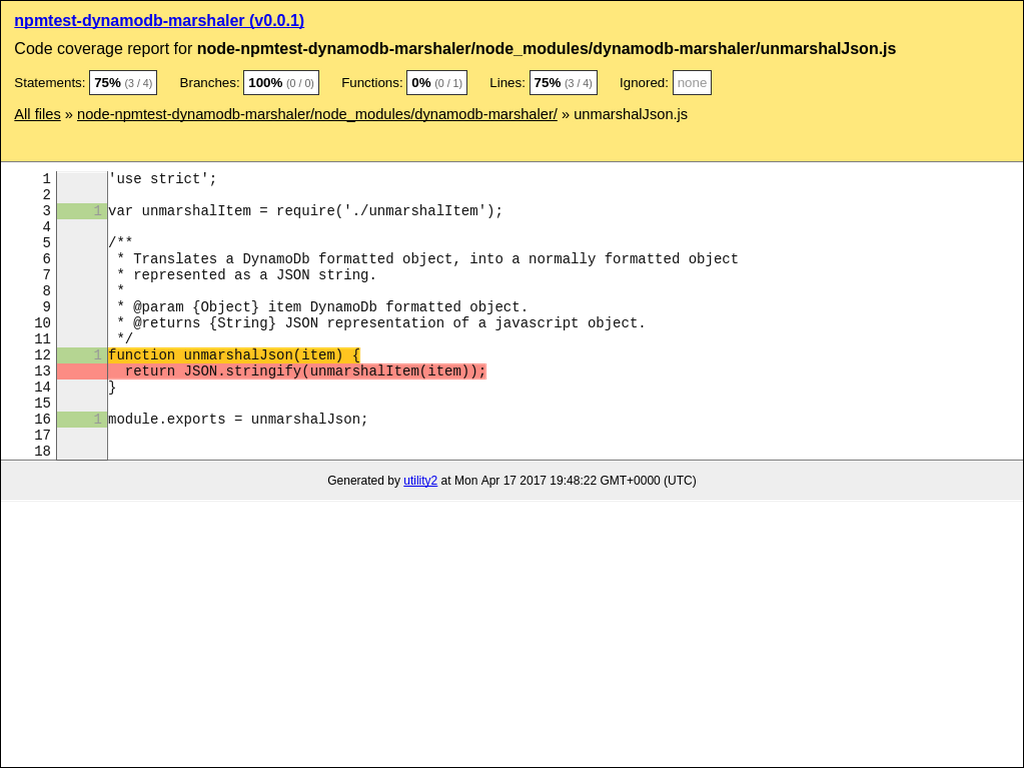 npmtest-dynamodb-marshaler (v0.0.1)
Code coverage report for node-npmtest-dynamodb-marshaler/node_modules/dynamodb-marshaler/unmarshalJson.js
Statements: 75% (3 / 4) Branches: 100% (0 / 0) Functions: 0% (0 / 1) Lines: 75% (3 / 4) Ignored: none
All files » node-npmtest-dynamodb-marshaler/node_modules/dynamodb-marshaler/ » unmarshalJson.js
1 'use strict';
2
3 1 var unmarshalItem = require('./unmarshalItem');
4
5 /**
6 * Translates a DynamoDb formatted object, into a normally formatted object
7 * represented as a JSON string.
8 *
9 * @param {Object} item DynamoDb formatted object.
10 * @returns {String} JSON representation of a javascript object.
11 */
12 1 function unmarshalJson(item) {
13 return JSON.stringify(unmarshalItem(item));
14 }
15
16 1 module.exports = unmarshalJson;
17
18
Generated by utility2 at Mon Apr 17 2017 19:48:22 GMT+0000 (UTC)